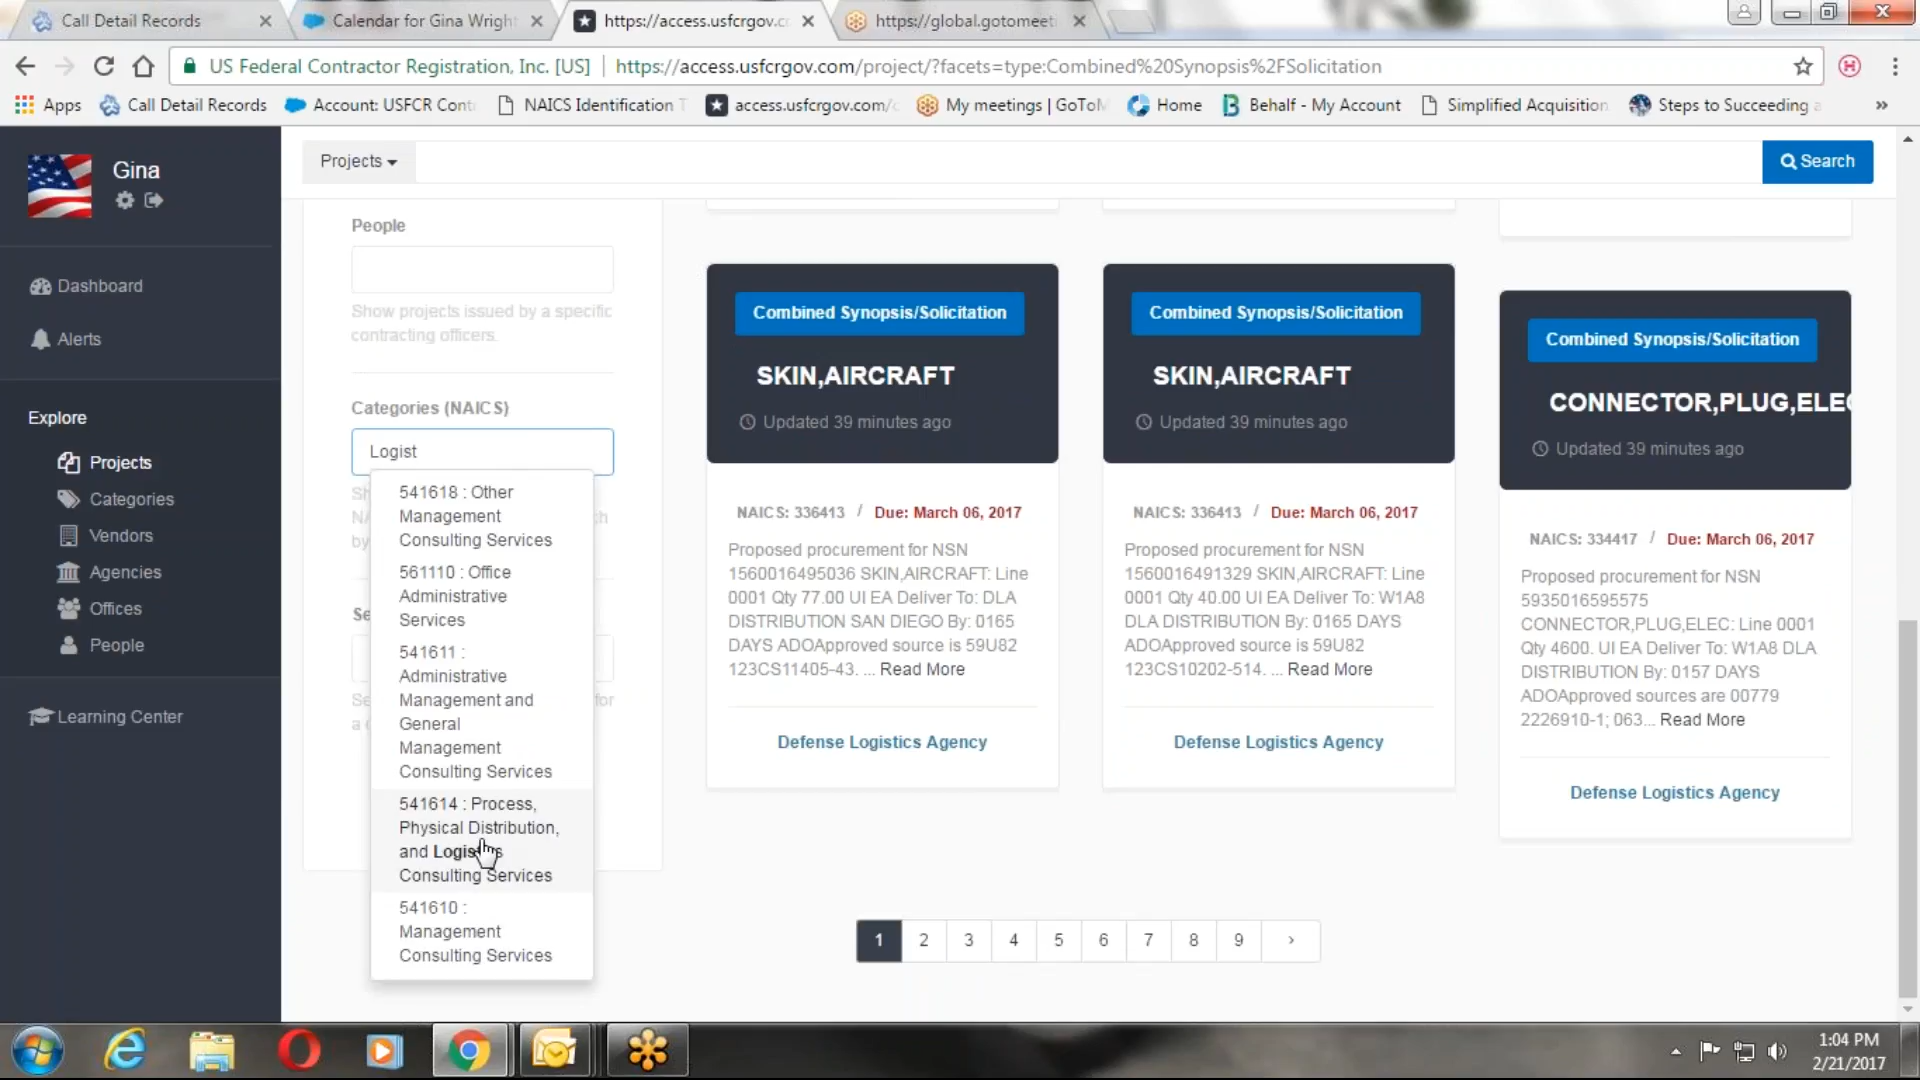 Call Detail Records
Calendar for Gina Wright
https://access.usfcrgov.c
https://global.gotomeeti
US Federal Contractor Registration, Inc. [US]
https://access.usfcrgov.com/project/?facets=type:Combined%20Synopsis%2FSolicitation
Apps
Call Detail Records
Account: USFCR Cont
NAICS Identification T
access.usfcrgov.com/c
My meetings | GoToM
Home
Behalf - My Account
Simplified Acquisition
Steps to Succeeding a
»
Gina
Dashboard
Alerts
Explore
Projects
Categories
Vendors
Agencies
Offices
People
Learning Center
Projects
Search
People
Show projects issued by a specific
contracting officers.
Categories (NAICS)
Logist
541618 : Other
Management
Consulting Services
561110 : Office
Administrative
Services
541611 :
Administrative
Management and
General
Management
Consulting Services
541614 : Process,
Physical Distribution,
and Logistics
Consulting Services
541610 :
Management
Consulting Services
Combined Synopsis/Solicitation
SKIN,AIRCRAFT
Updated 39 minutes ago
NAICS: 336413 / Due: March 06, 2017
Proposed procurement for NSN
1560016495036 SKIN,AIRCRAFT: Line
0001 Qty 77.00 UI EA Deliver To: DLA
DISTRIBUTION SAN DIEGO By: 0165
DAYS ADOApproved source is 59U82
123CS11405-43. ... Read More
Defense Logistics Agency
Combined Synopsis/Solicitation
SKIN,AIRCRAFT
Updated 39 minutes ago
NAICS: 336413 / Due: March 06, 2017
Proposed procurement for NSN
1560016491329 SKIN,AIRCRAFT: Line
0001 Qty 40.00 UI EA Deliver To: W1A8
DLA DISTRIBUTION By: 0165 DAYS
ADOApproved source is 59U82
123CS10202-514. ... Read More
Defense Logistics Agency
Combined Synopsis/Solicitation
CONNECTOR,PLUG,ELEC
Updated 39 minutes ago
NAICS: 334417 / Due: March 06, 2017
Proposed procurement for NSN
5935016595575
CONNECTOR,PLUG,ELEC: Line 0001
Qty 4600. UI EA Deliver To: W1A8 DLA
DISTRIBUTION By: 0157 DAYS
ADOApproved sources are 00779
2226910-1; 063... Read More
Defense Logistics Agency
1 2 3 4 5 6 7 8 9 ›
1:04 PM
2/21/2017